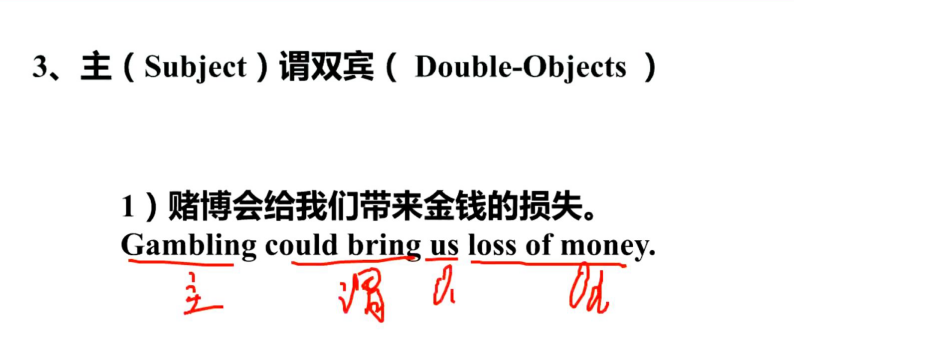 3、主（Subject）谓双宾（ Double-Objects ）
1）赌博会给我们带来金钱的损失。
Gambling could bring us loss of money.
主 谓 Oi Od